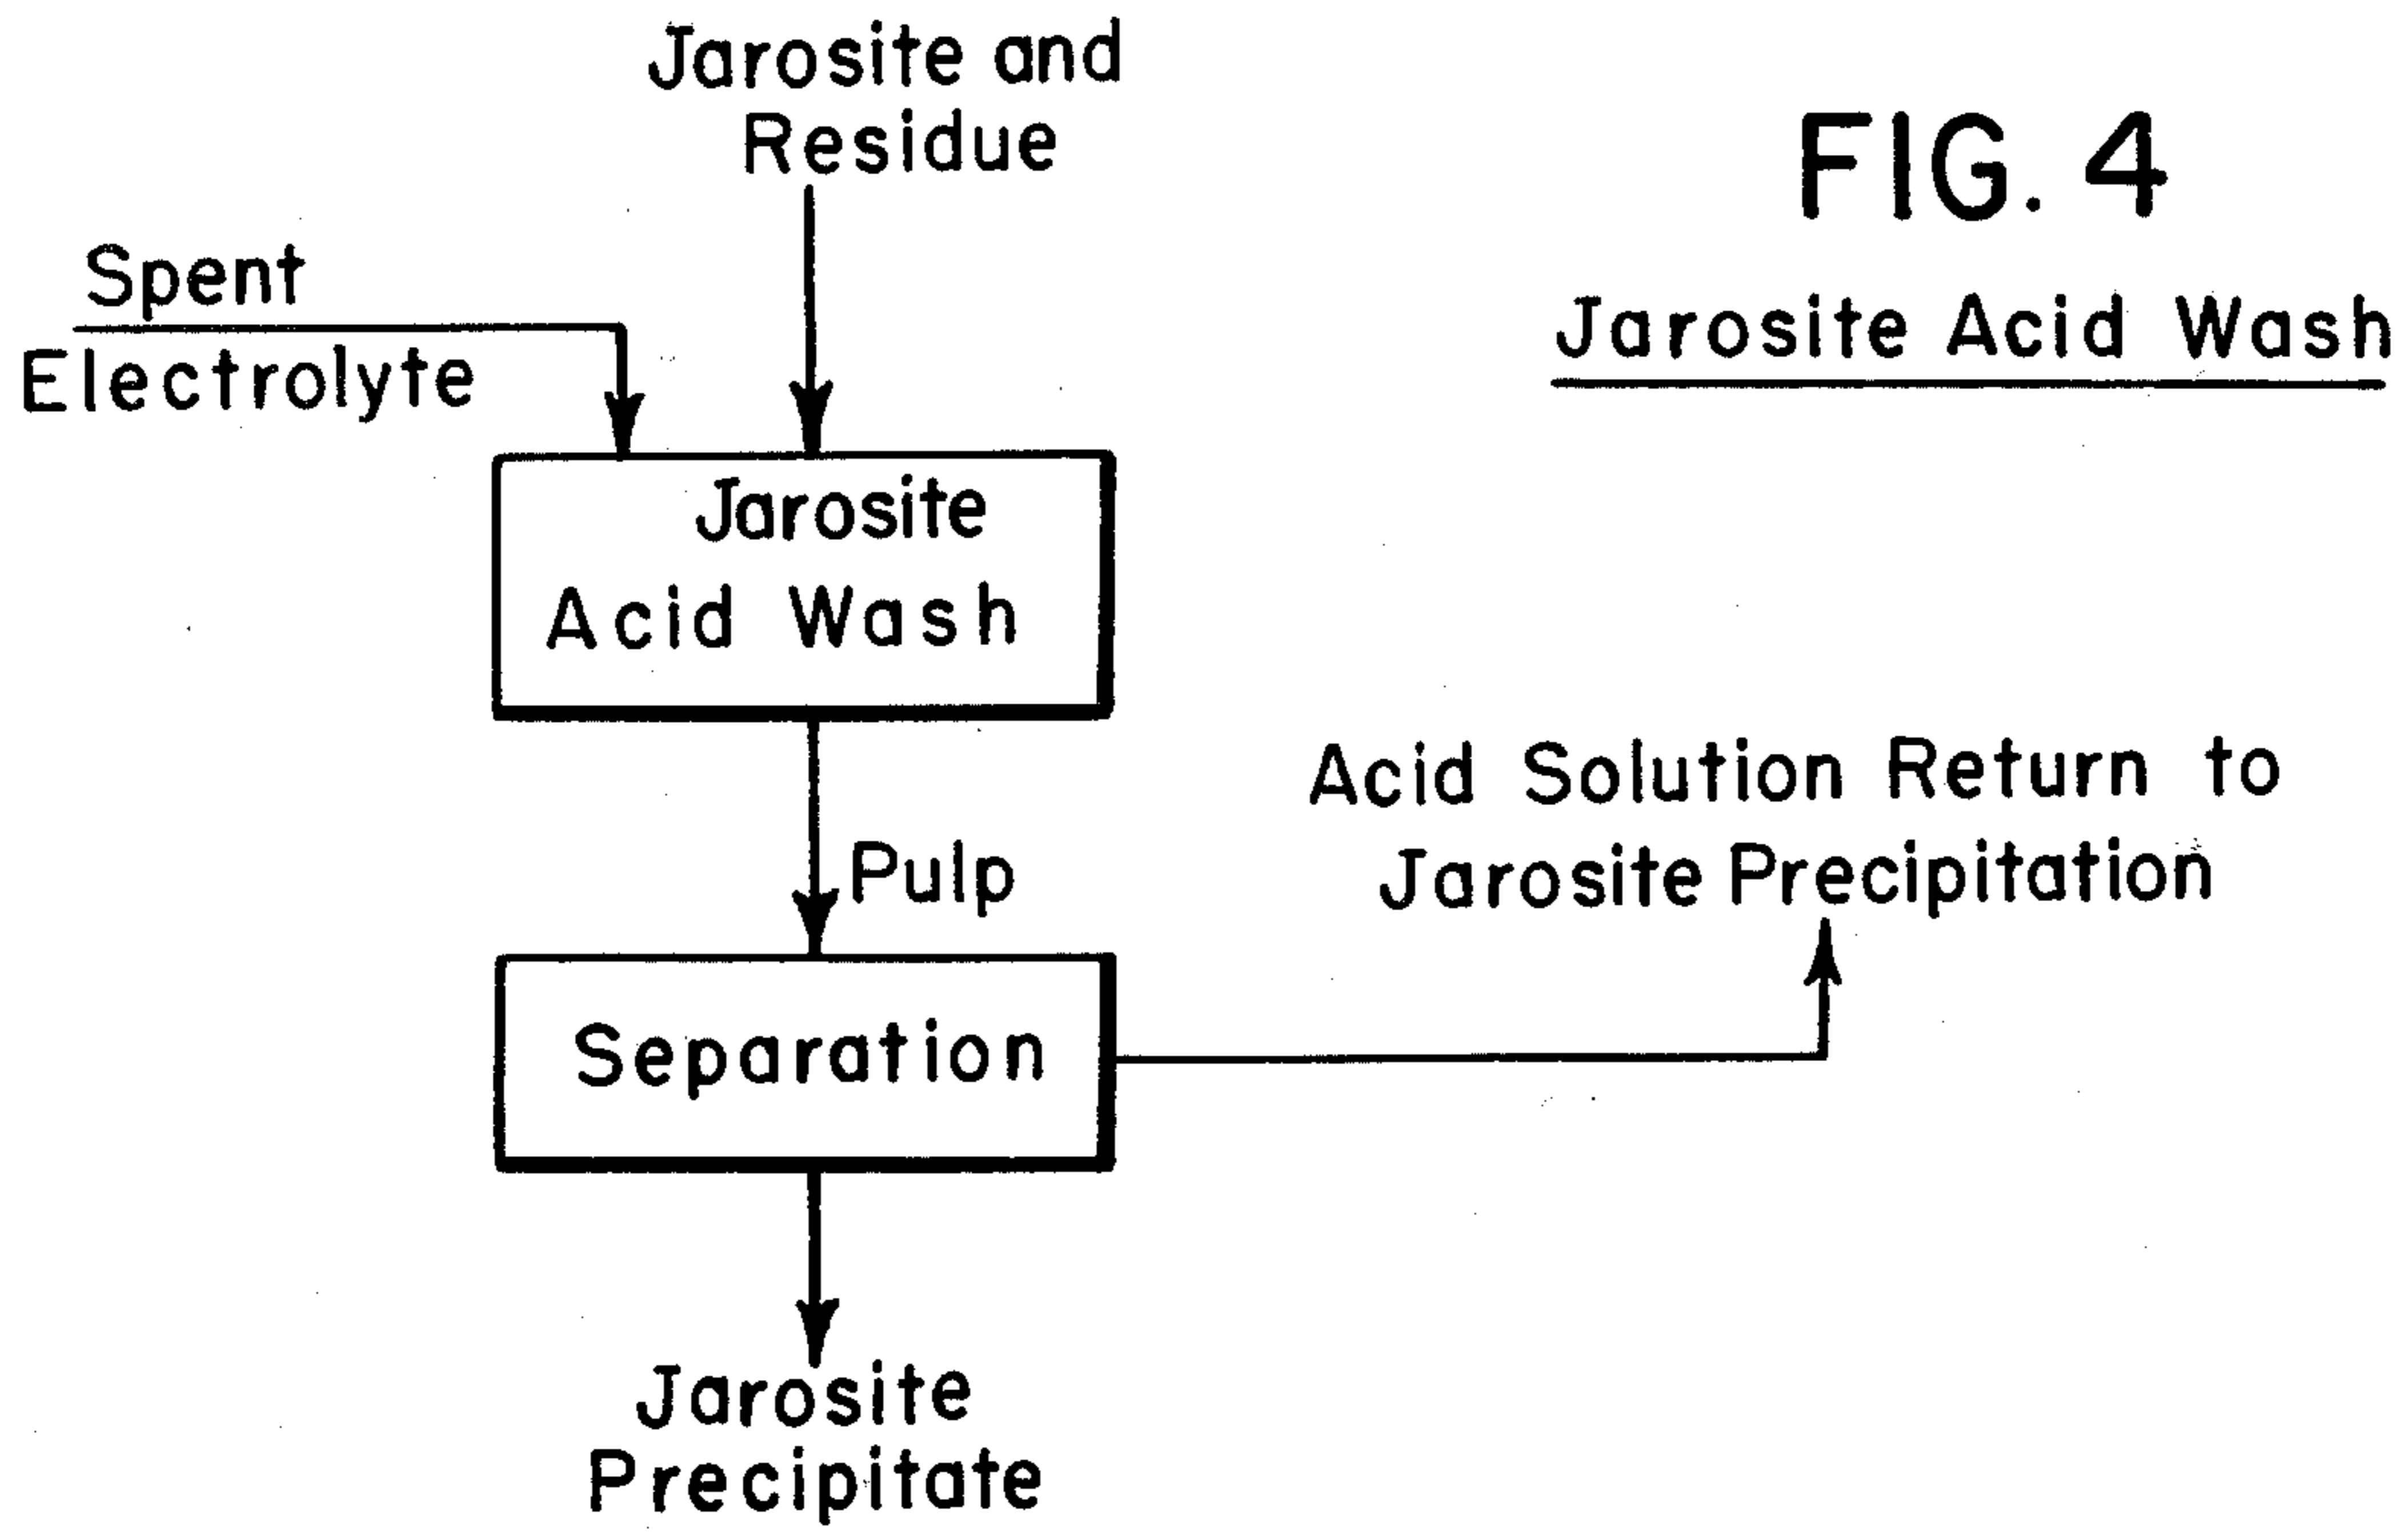 Jarosite and
Residue
FIG. 4
Jarosite Acid Wash
Spent
Electrolyte
Jarosite
Acid Wash
Pulp
Acid Solution Return to
Jarosite Precipitation
Separation
Jarosite
Precipitate